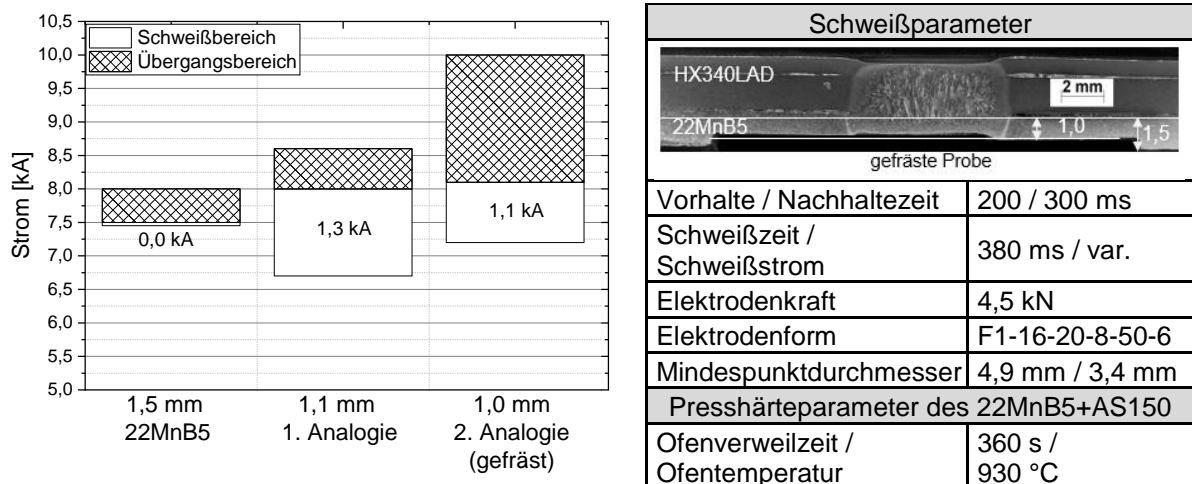 10,5
10,0
9,5
9,0
8,5
8,0
7,5
7,0
6,5
6,0
5,5
5,0
Strom [kA]
Schweißbereich
Übergangsbereich
0,0 kA
1,3 kA
1,1 kA
1,5 mm
22MnB5
1,1 mm
1. Analogie
1,0 mm
2. Analogie
(gefräst)
Schweißparameter
HX340LAD
2 mm
22MnB5
1,0
1,5
gefräste Probe
Vorhalte / Nachhaltezeit 200 / 300 ms
Schweißzeit /
Schweißstrom
380 ms / var.
Elektrodenkraft 4,5 kN
Elektrodenform F1-16-20-8-50-6
Mindespunktdurchmesser 4,9 mm / 3,4 mm
Presshärteparameter des 22MnB5+AS150
Ofenverweilzeit / 360 s /
Ofentemperatur 930 °C